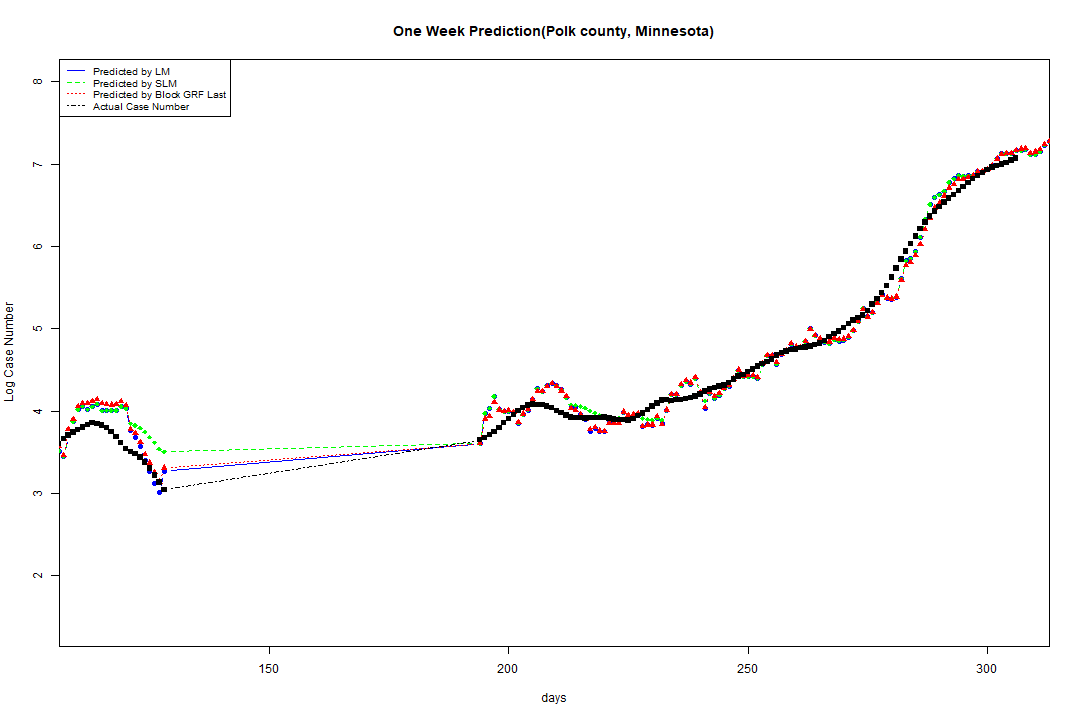 One Week Prediction(Polk county, Minnesota)
Predicted by LM
Predicted by SLM
Predicted by Block GRF Last
Actual Case Number
8
7
6
5
4
3
2
Log Case Number
150 200 250 300
days